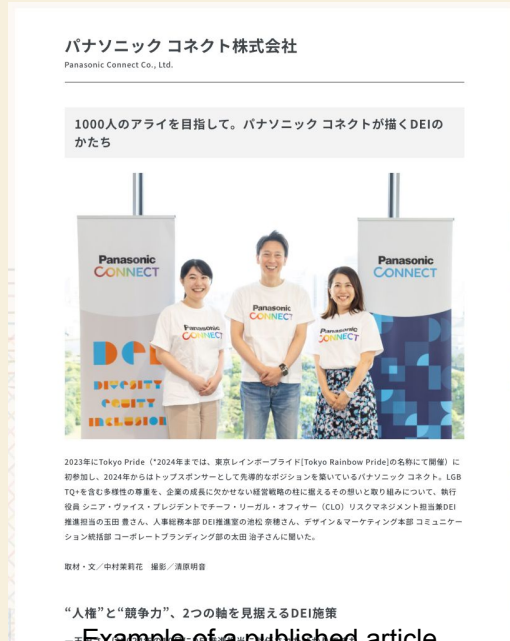 パナソニック コネクト株式会社
Panasonic Connect Co., Ltd.
1000人のアライを目指して。パナソニック コネクトが描くDEIの
かたち
Panasonic
CONNECT
Panasonic
CONNECT
Panasonic
CONNECT
Panasonic
CONNECT
Panasonic
CONNECT
DEI
DIVERSITY
EQUITY
INCLUSION
2023年にTokyo Pride（*2024年までは、東京レインボープライド[Tokyo Rainbow Pride]の名称にて開催）に
初参加し、2024年からはトップスポンサーとして先導的なポジションを築いているパナソニック コネクト。LGB
TQ+を含む多様性の尊重を、企業の成長に欠かせない経営戦略の柱に据えるその想いと取り組みについて、執行
役員 シニア・ヴァイス・プレジデントでチーフ・リーガル・オフィサー（CLO）リスクマネジメント担当兼DEI
推進担当の玉田 豊さん、人事総務本部 DEI推進室の池松 奈穂さん、デザイン＆マーケティング本部 コミュニケー
ション統括部 コーポレートブランディング部の太田 治子さんに聞いた。
取材・文／中村茉莉花　撮影／清原明音
“人権”と“競争力”、2つの軸を見据えるDEI施策
Example of a published article